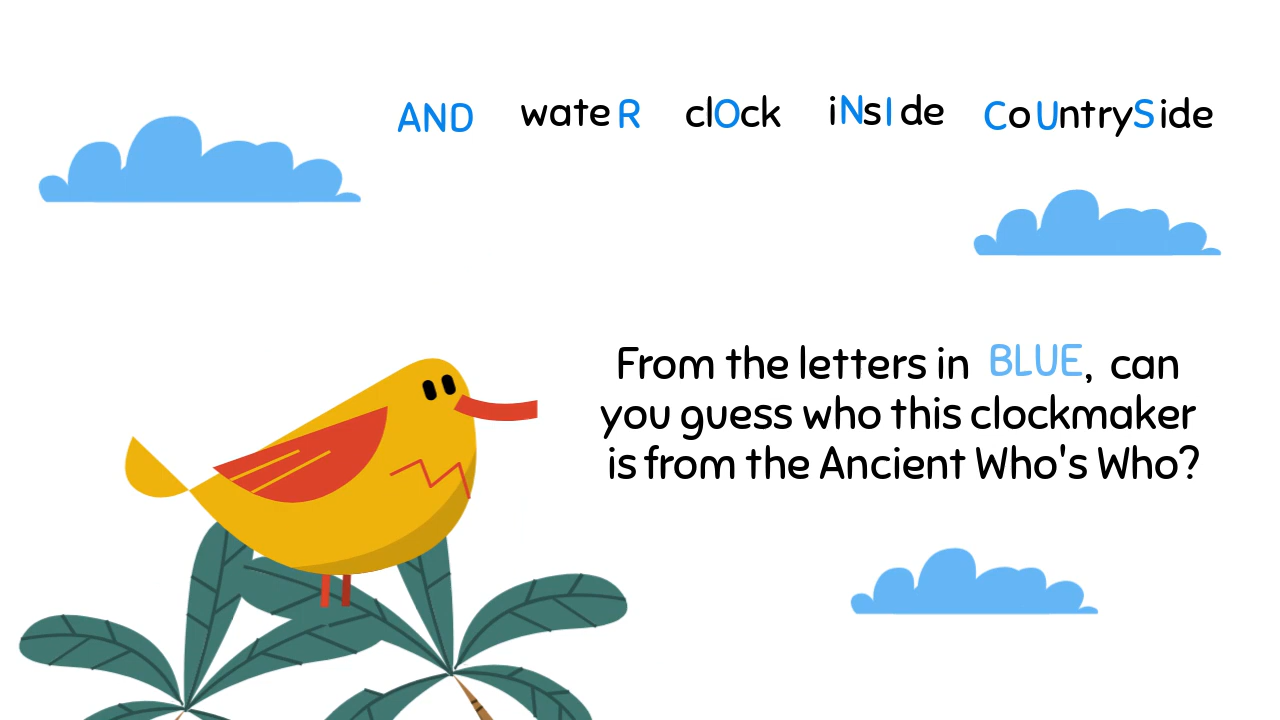 AND wateR clOck iNsIde CoUntrySide
From the letters in BLUE, can
you guess who this clockmaker
is from the Ancient Who's Who?